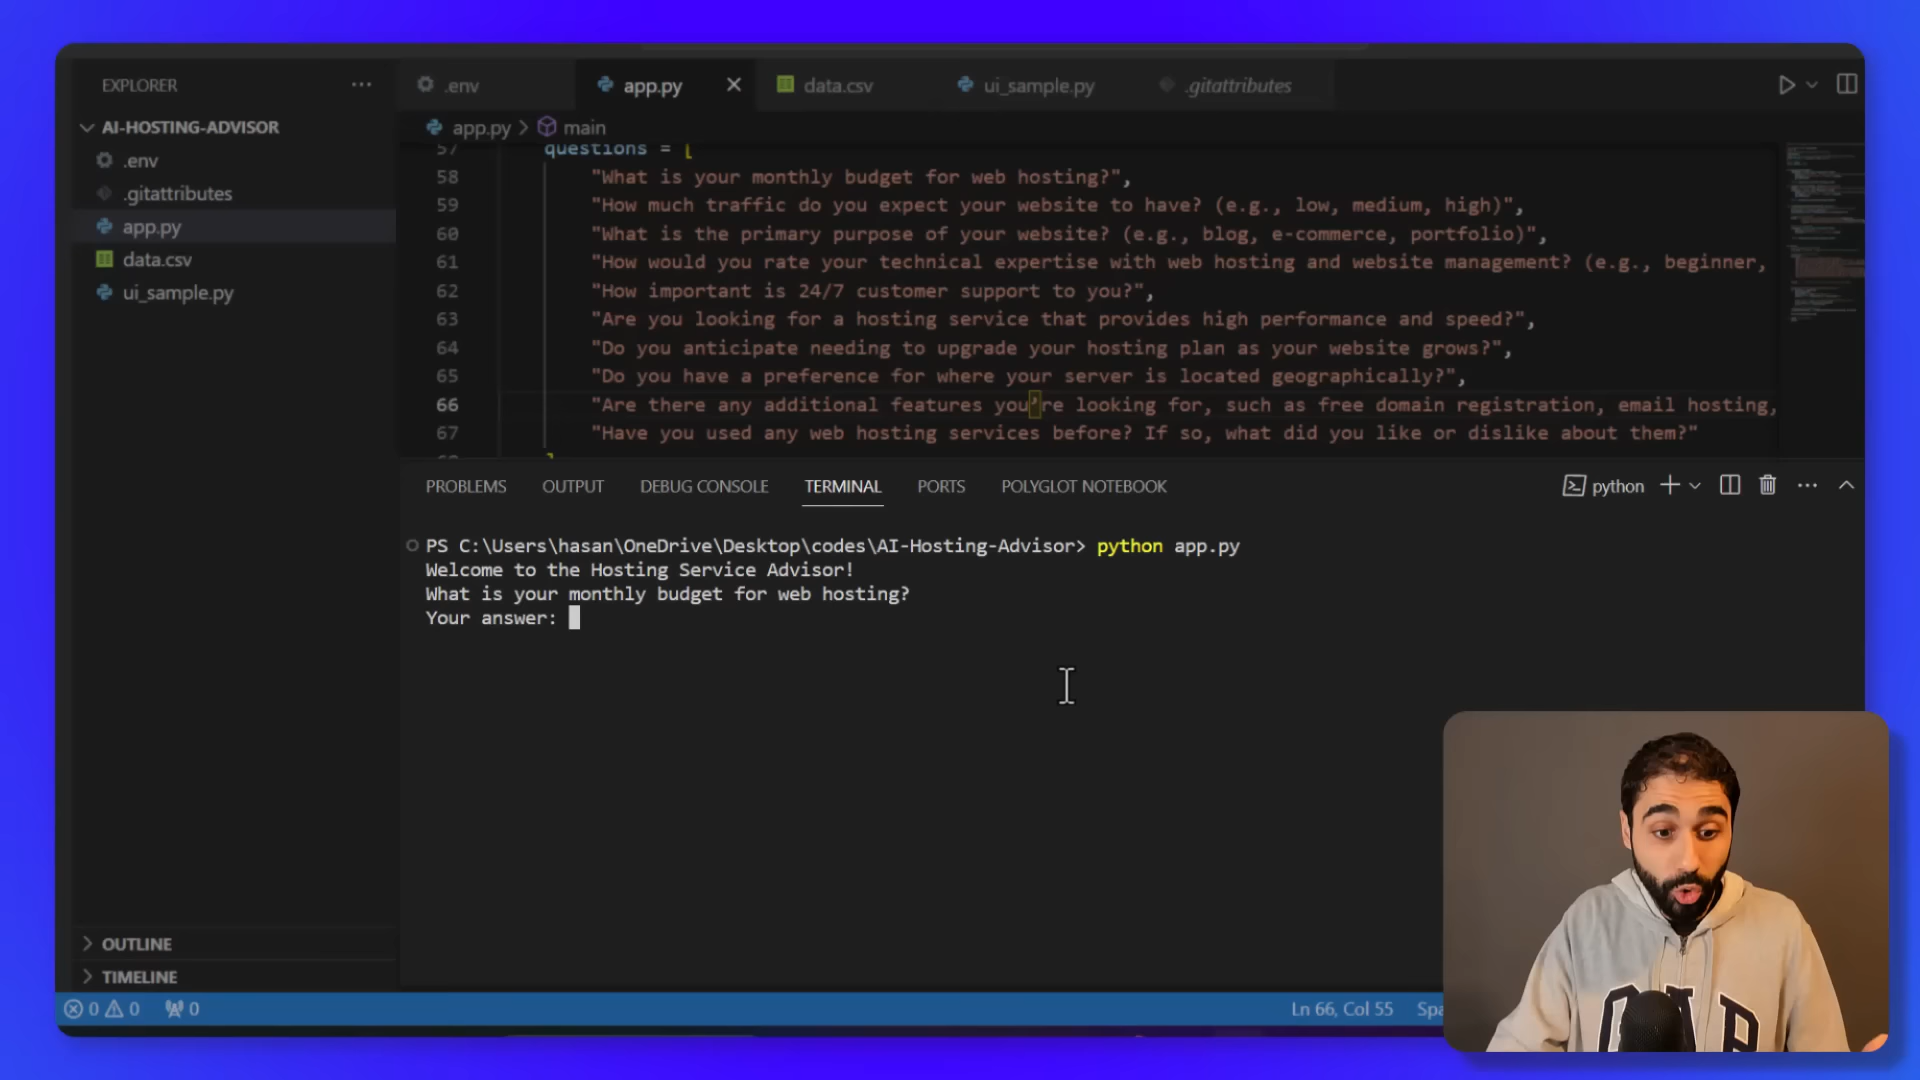 EXPLORER
.env
app.py
data.csv
ui_sample.py
.gitattributes
AI-HOSTING-ADVISOR
.env
.gitattributes
app.py
data.csv
ui_sample.py
app.py > main
57 questions = [
58 "What is your monthly budget for web hosting?",
59 "How much traffic do you expect your website to have? (e.g., low, medium, high)",
60 "What is the primary purpose of your website? (e.g., blog, e-commerce, portfolio)",
61 "How would you rate your technical expertise with web hosting and website management? (e.g., beginner,
62 "How important is 24/7 customer support to you?",
63 "Are you looking for a hosting service that provides high performance and speed?",
64 "Do you anticipate needing to upgrade your hosting plan as your website grows?",
65 "Do you have a preference for where your server is located geographically?",
66 "Are there any additional features you’re looking for, such as free domain registration, email hosting,
67 "Have you used any web hosting services before? If so, what did you like or dislike about them?"
PROBLEMS OUTPUT DEBUG CONSOLE TERMINAL PORTS POLYGLOT NOTEBOOK
python
PS C:\Users\hasan\OneDrive\Desktop\codes\AI-Hosting-Advisor> python app.py
Welcome to the Hosting Service Advisor!
What is your monthly budget for web hosting?
Your answer:
OUTLINE
TIMELINE
0 0 0
Ln 66, Col 55
GAP